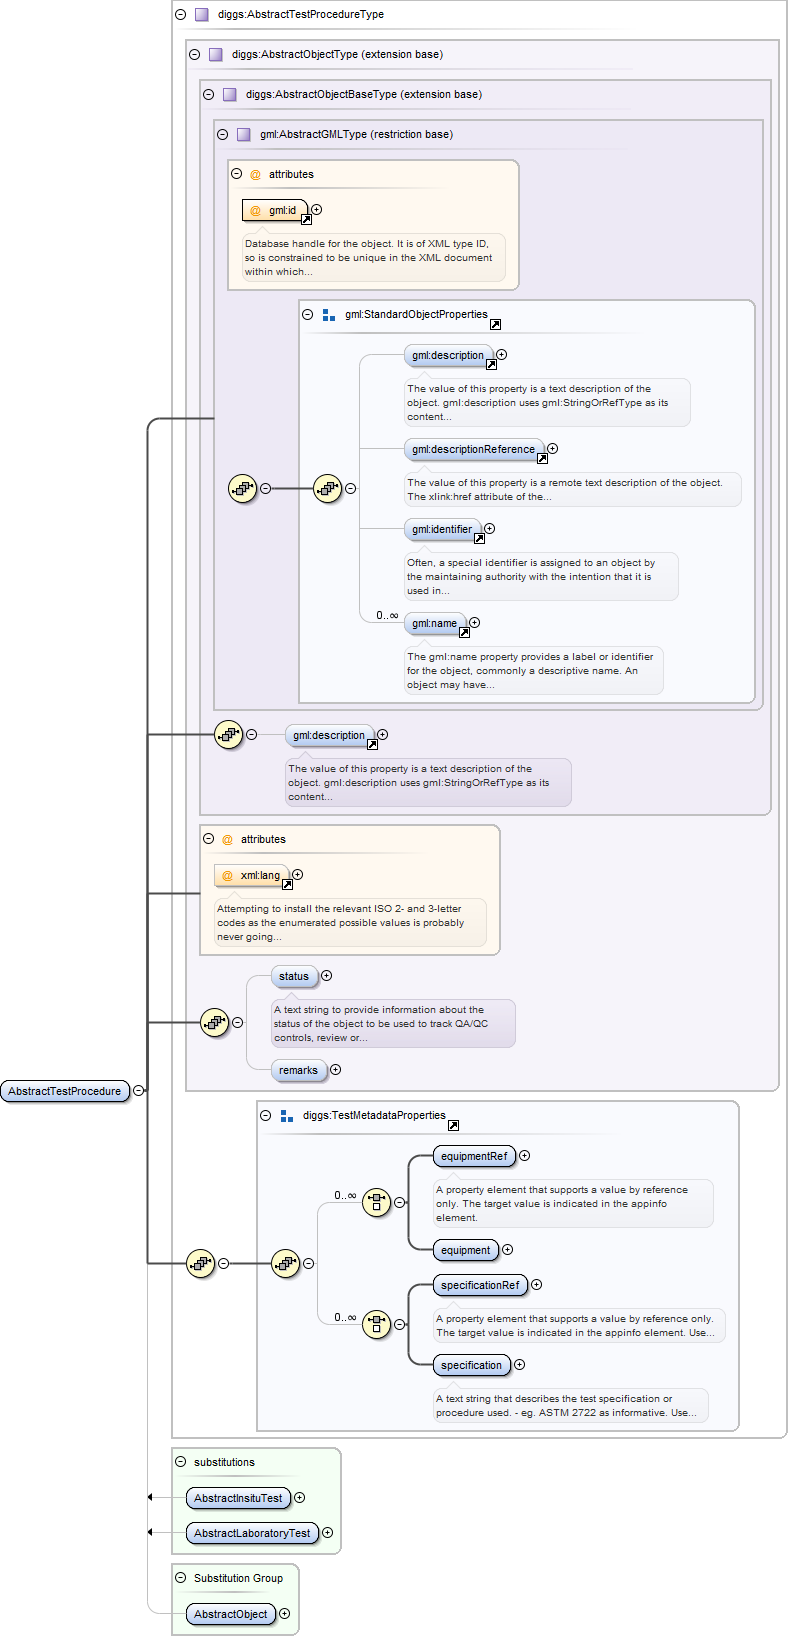 diggs:AbstractTestProcedureType
diggs:AbstractObjectType (extension base)
diggs:AbstractObjectBaseType (extension base)
gml:AbstractGMLType (restriction base)
@ attributes
@ gml:id
Database handle for the object. It is of XML type ID,
so is constrained to be unique in the XML document
within which...
gml:StandardObjectProperties
gml:description
The value of this property is a text description of the
object. gml:description uses gml:StringOrRefType as its
content...
gml:descriptionReference
The value of this property is a remote text description of the object.
The xlink:href attribute of the...
gml:identifier
Often, a special identifier is assigned to an object by
the maintaining authority with the intention that it is
used in...
0..∞
gml:name
The gml:name property provides a label or identifier
for the object, commonly a descriptive name. An
object may have...
gml:description
The value of this property is a text description of the
object. gml:description uses gml:StringOrRefType as its
content...
@ attributes
@ xml:lang
Attempting to install the relevant ISO 2- and 3-letter
codes as the enumerated possible values is probably
never going...
status
A text string to provide information about the
status of the object to be used to track QA/QC
controls, review or...
remarks
AbstractTestProcedure
diggs:TestMetadataProperties
equipmentRef
0..∞
A property element that supports a value by reference
only. The target value is indicated in the appinfo
element.
equipment
specificationRef
0..∞
A property element that supports a value by reference only.
The target value is indicated in the appinfo element. Use...
specification
A text string that describes the test specification or
procedure used. - eg. ASTM 2722 as informative. Use...
substitutions
AbstractInsituTest
AbstractLaboratoryTest
Substitution Group
AbstractObject